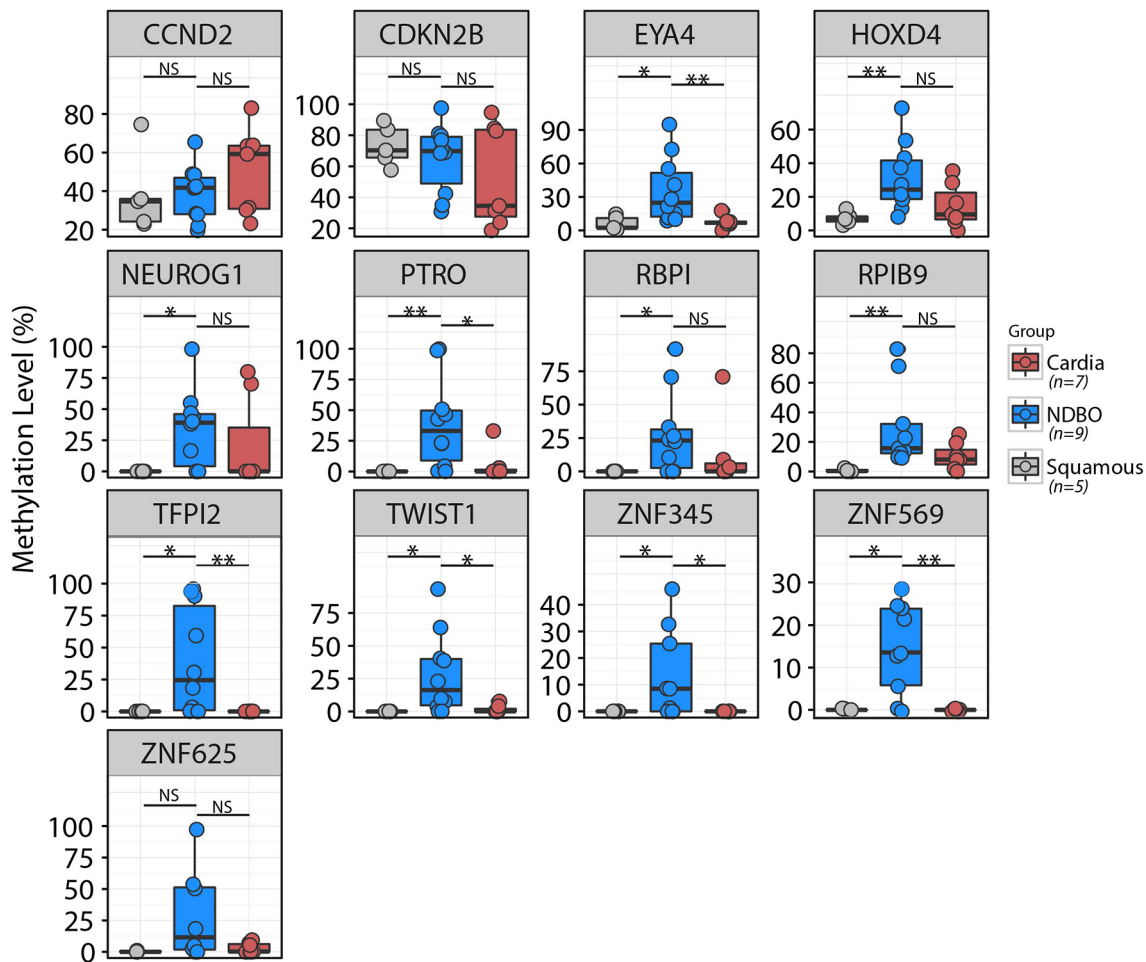 CCND2
CDKN2B
EYA4
HOXD4
NS
NS
NS
NS
*
**
**
NS
80
60
40
20
100
80
60
40
20
90
60
30
0
60
40
20
0
NEUROG1
PTRO
RBPI
RPIB9
*
NS
**
*
*
NS
**
NS
100
75
50
25
0
100
75
50
25
0
75
50
25
0
80
60
40
20
0
TFPI2
TWIST1
ZNF345
ZNF569
*
**
*
*
*
*
*
**
100
75
50
25
0
75
50
25
0
40
30
20
10
0
30
20
10
0
ZNF625
NS
NS
100
75
50
25
0
Methylation Level (%)
Group
Cardia
(n=7)
NDBO
(n=9)
Squamous
(n=5)